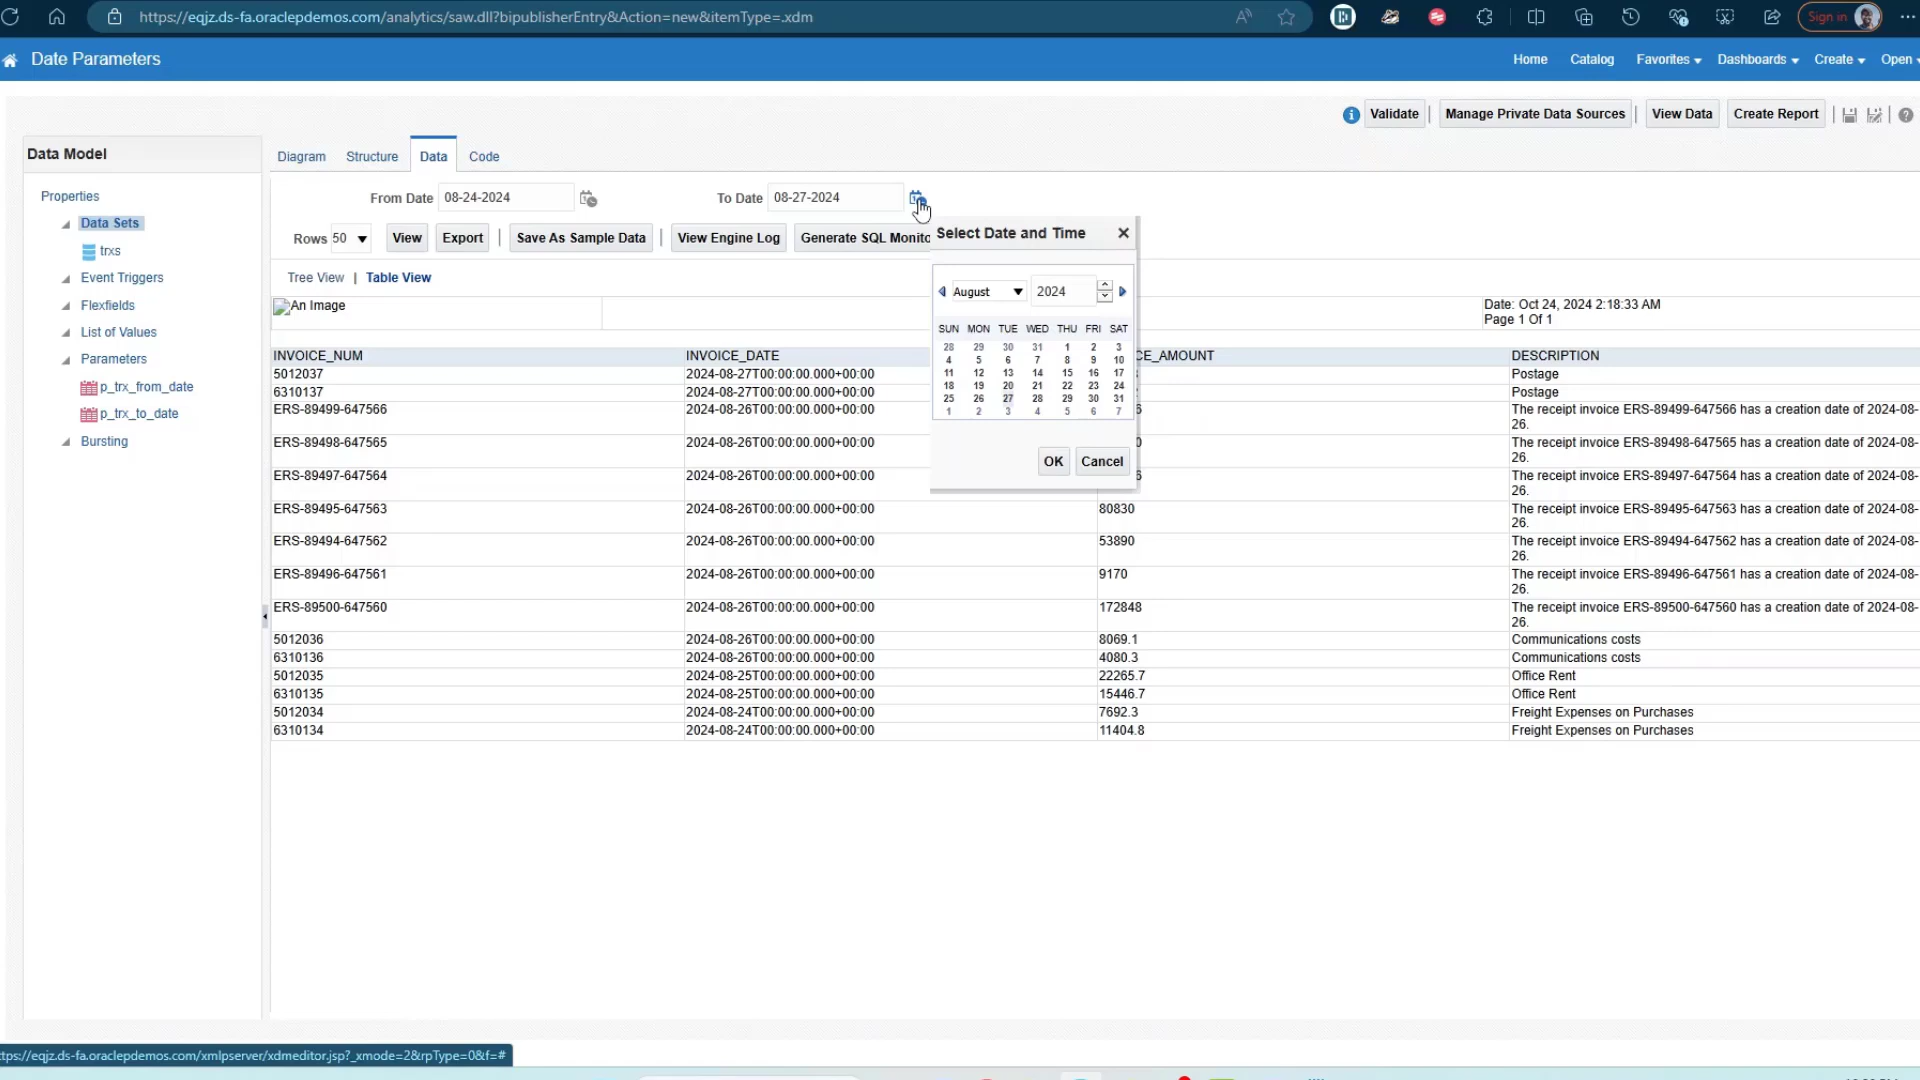 https://eqjz.ds-fa.oraclepdemos.com/analytics/saw.dll?bipublisherEntry&Action=new&itemType=.xdm
Sign in
Date Parameters
Home Catalog Favorites Dashboards Create Open
Validate Manage Private Data Sources View Data Create Report
Data Model
Diagram Structure Data Code
Properties
Data Sets
trxs
Event Triggers
Flexfields
List of Values
Parameters
p_trx_from_date
p_trx_to_date
Bursting
From Date 08-24-2024 To Date 08-27-2024
Rows 50 View Export | Save As Sample Data | View Engine Log Generate SQL Monito
Tree View | Table View
Select Date and Time
August 2024
SUN MON TUE WED THU FRI SAT
28 29 30 31 1 2 3
4 5 6 7 8 9 10
11 12 13 14 15 16 17
18 19 20 21 22 23 24
25 26 27 28 29 30 31
1 2 3 4 5 6 7
OK Cancel
An Image
Date: Oct 24, 2024 2:18:33 AM
Page 1 Of 1
INVOICE_NUM INVOICE_DATE CE_AMOUNT DESCRIPTION
5012037 2024-08-27T00:00:00.000+00:00 Postage
6310137 2024-08-27T00:00:00.000+00:00 Postage
ERS-89499-647566 2024-08-26T00:00:00.000+00:00 6 The receipt invoice ERS-89499-647566 has a creation date of 2024-08-
26.
ERS-89498-647565 2024-08-26T00:00:00.000+00:00 0 The receipt invoice ERS-89498-647565 has a creation date of 2024-08-
26.
ERS-89497-647564 2024-08-26T00:00:00.000+00:00 6 The receipt invoice ERS-89497-647564 has a creation date of 2024-08-
26.
ERS-89495-647563 2024-08-26T00:00:00.000+00:00 80830 The receipt invoice ERS-89495-647563 has a creation date of 2024-08-
26.
ERS-89494-647562 2024-08-26T00:00:00.000+00:00 53890 The receipt invoice ERS-89494-647562 has a creation date of 2024-08-
26.
ERS-89496-647561 2024-08-26T00:00:00.000+00:00 9170 The receipt invoice ERS-89496-647561 has a creation date of 2024-08-
26.
ERS-89500-647560 2024-08-26T00:00:00.000+00:00 172848 The receipt invoice ERS-89500-647560 has a creation date of 2024-08-
26.
5012036 2024-08-26T00:00:00.000+00:00 8069.1 Communications costs
6310136 2024-08-26T00:00:00.000+00:00 4080.3 Communications costs
5012035 2024-08-25T00:00:00.000+00:00 22265.7 Office Rent
6310135 2024-08-25T00:00:00.000+00:00 15446.7 Office Rent
5012034 2024-08-24T00:00:00.000+00:00 7692.3 Freight Expenses on Purchases
6310134 2024-08-24T00:00:00.000+00:00 11404.8 Freight Expenses on Purchases
ttps://eqjz.ds-fa.oraclepdemos.com/xmlpserver/xdmeditor.jsp?_xmode=2&rpType=0&f=#